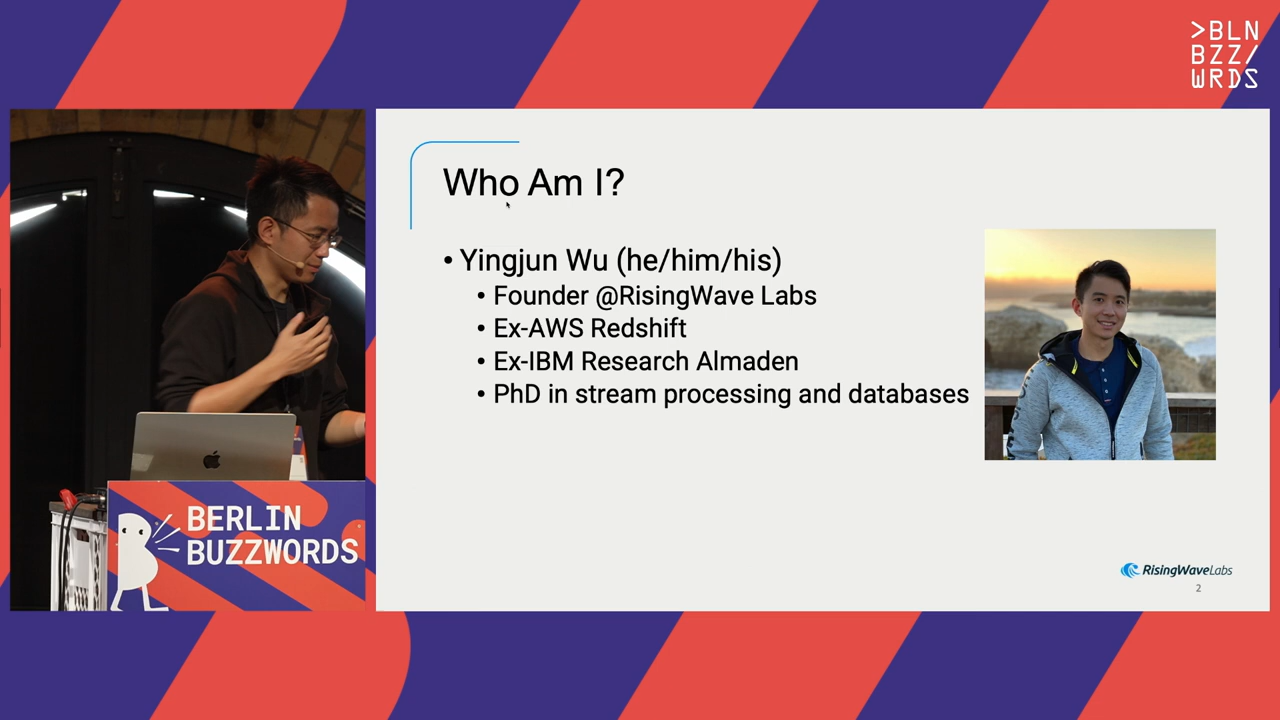 >BLN
BZZ/
WRDS
Who Am I?
• Yingjun Wu (he/him/his)
• Founder @RisingWave Labs
• Ex-AWS Redshift
• Ex-IBM Research Almaden
• PhD in stream processing and databases
BERLIN
BUZZWORDS
RisingWaveLabs
2